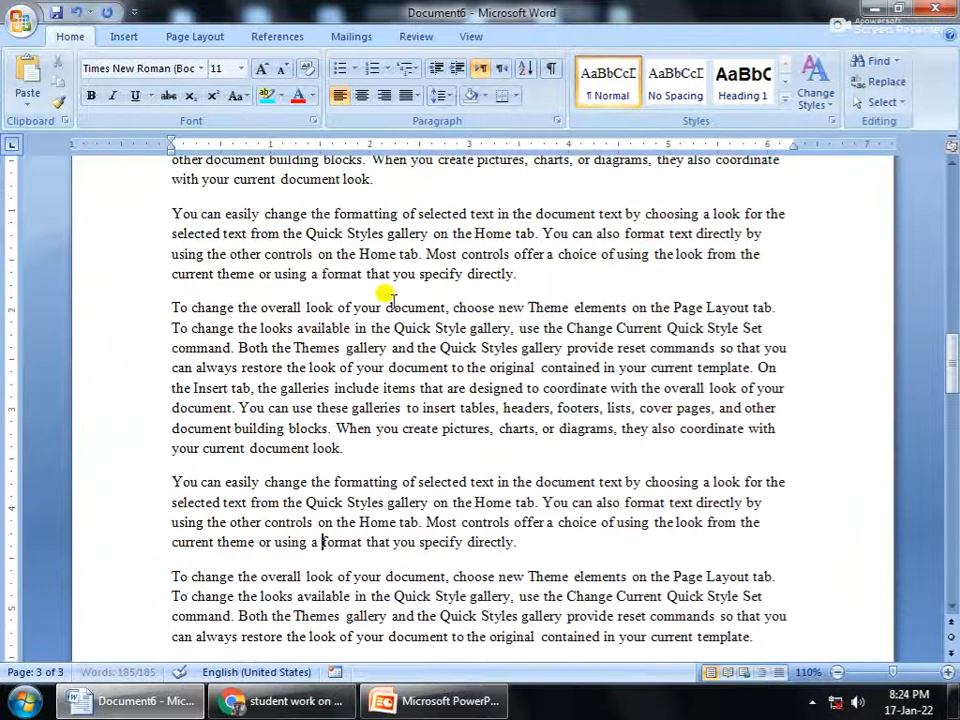 Document6 - Microsoft Word
Apowersoft
Screen Recorder
Home Insert Page Layout References Mailings Review View
Paste
Times New Roman (Boc 11
B I U abc x₂ x² Aa
AaBbCcI AaBbCcI AaBbC
¶ Normal No Spacing Heading 1
Change
Styles
Find
Replace
Select
Clipboard Font Paragraph Styles Editing
1 1 2 3 4 5 6 7
other document building blocks. When you create pictures, charts, or diagrams, they also coordinate
with your current document look.
You can easily change the formatting of selected text in the document text by choosing a look for the
selected text from the Quick Styles gallery on the Home tab. You can also format text directly by
using the other controls on the Home tab. Most controls offer a choice of using the look from the
current theme or using a format that you specify directly.
To change the overall look of your document, choose new Theme elements on the Page Layout tab.
To change the looks available in the Quick Style gallery, use the Change Current Quick Style Set
command. Both the Themes gallery and the Quick Styles gallery provide reset commands so that you
can always restore the look of your document to the original contained in your current template. On
the Insert tab, the galleries include items that are designed to coordinate with the overall look of your
document. You can use these galleries to insert tables, headers, footers, lists, cover pages, and other
document building blocks. When you create pictures, charts, or diagrams, they also coordinate with
your current document look.
You can easily change the formatting of selected text in the document text by choosing a look for the
selected text from the Quick Styles gallery on the Home tab. You can also format text directly by
using the other controls on the Home tab. Most controls offer a choice of using the look from the
current theme or using a format that you specify directly.
To change the overall look of your document, choose new Theme elements on the Page Layout tab.
To change the looks available in the Quick Style gallery, use the Change Current Quick Style Set
command. Both the Themes gallery and the Quick Styles gallery provide reset commands so that you
can always restore the look of your document to the original contained in your current template.
1
2
3
4
5
Page: 3 of 3 Words: 185/185 English (United States) 110%
Document6 - Mic... student work on ... Microsoft PowerP...
8:24 PM
17-Jan-22